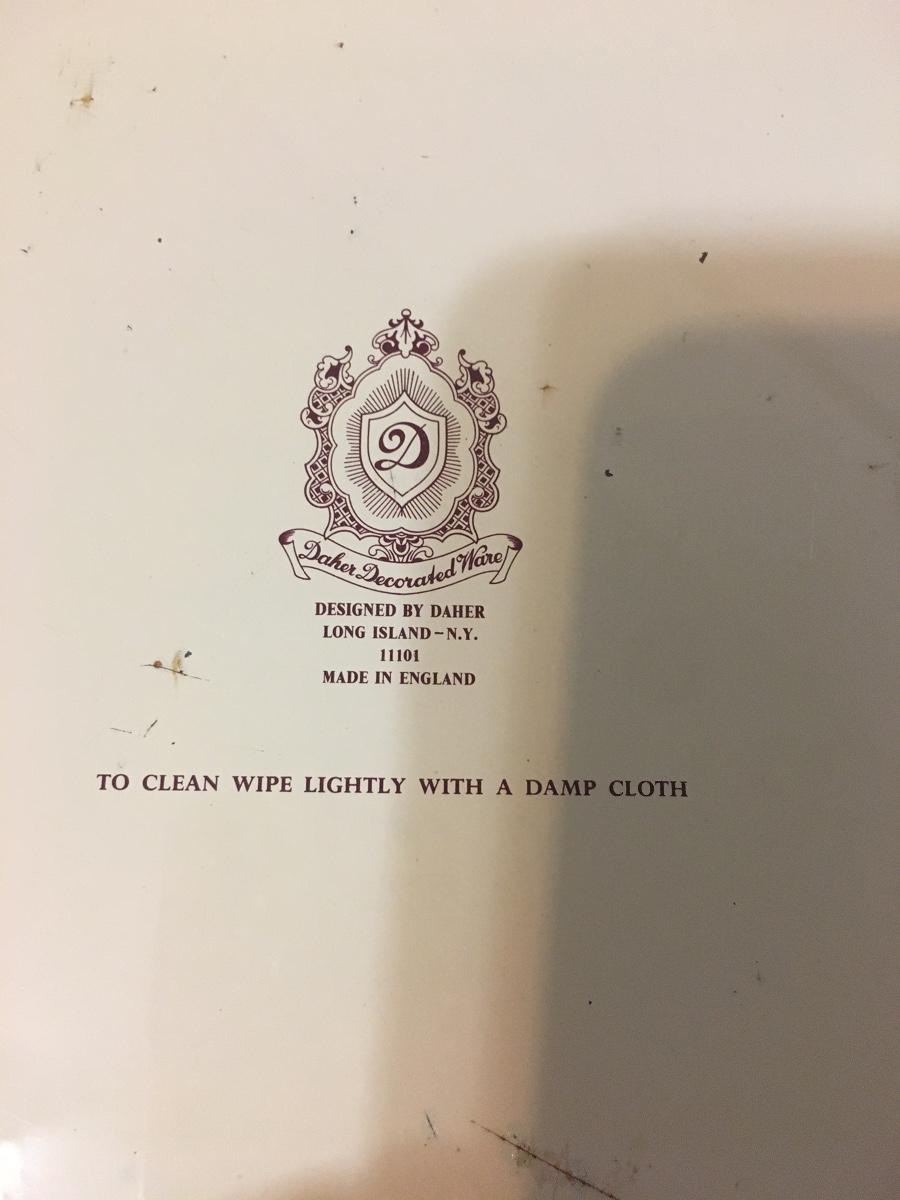 D
Daher Decorated Ware
DESIGNED BY DAHER
LONG ISLAND-N.Y.
11101
MADE IN ENGLAND
TO CLEAN WIPE LIGHTLY WITH A DAMP CLOTH